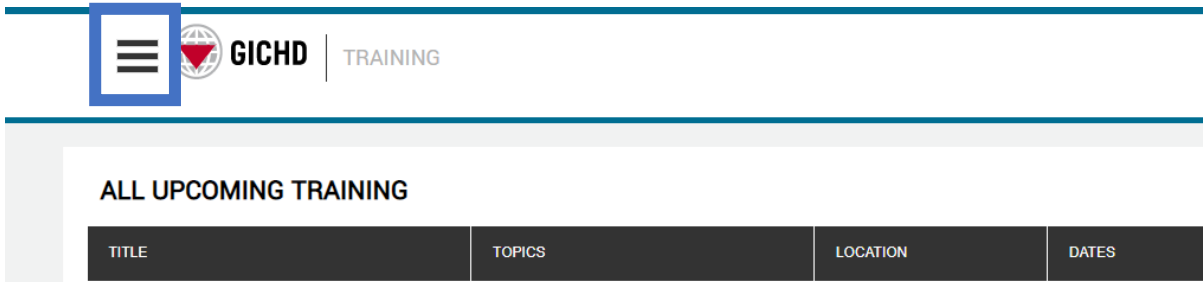 GICHD TRAINING
ALL UPCOMING TRAINING
TITLE TOPICS LOCATION DATES